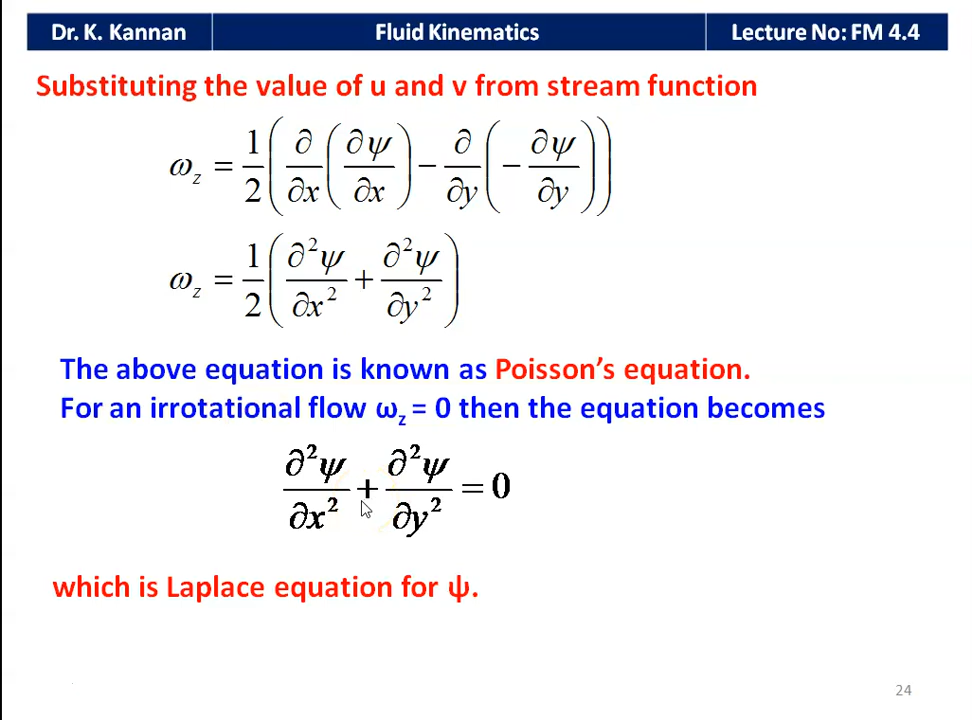 Dr. K. Kannan Fluid Kinematics Lecture No: FM 4.4
Substituting the value of u and v from stream function
ω_z = 1/2 ( ∂/∂x ( ∂ψ/∂x ) − ∂/∂y ( − ∂ψ/∂y ) )
ω_z = 1/2 ( ∂²ψ/∂x² + ∂²ψ/∂y² )
The above equation is known as Poisson's equation.
For an irrotational flow ω_z = 0 then the equation becomes
∂²ψ/∂x² + ∂²ψ/∂y² = 0
which is Laplace equation for ψ.
24